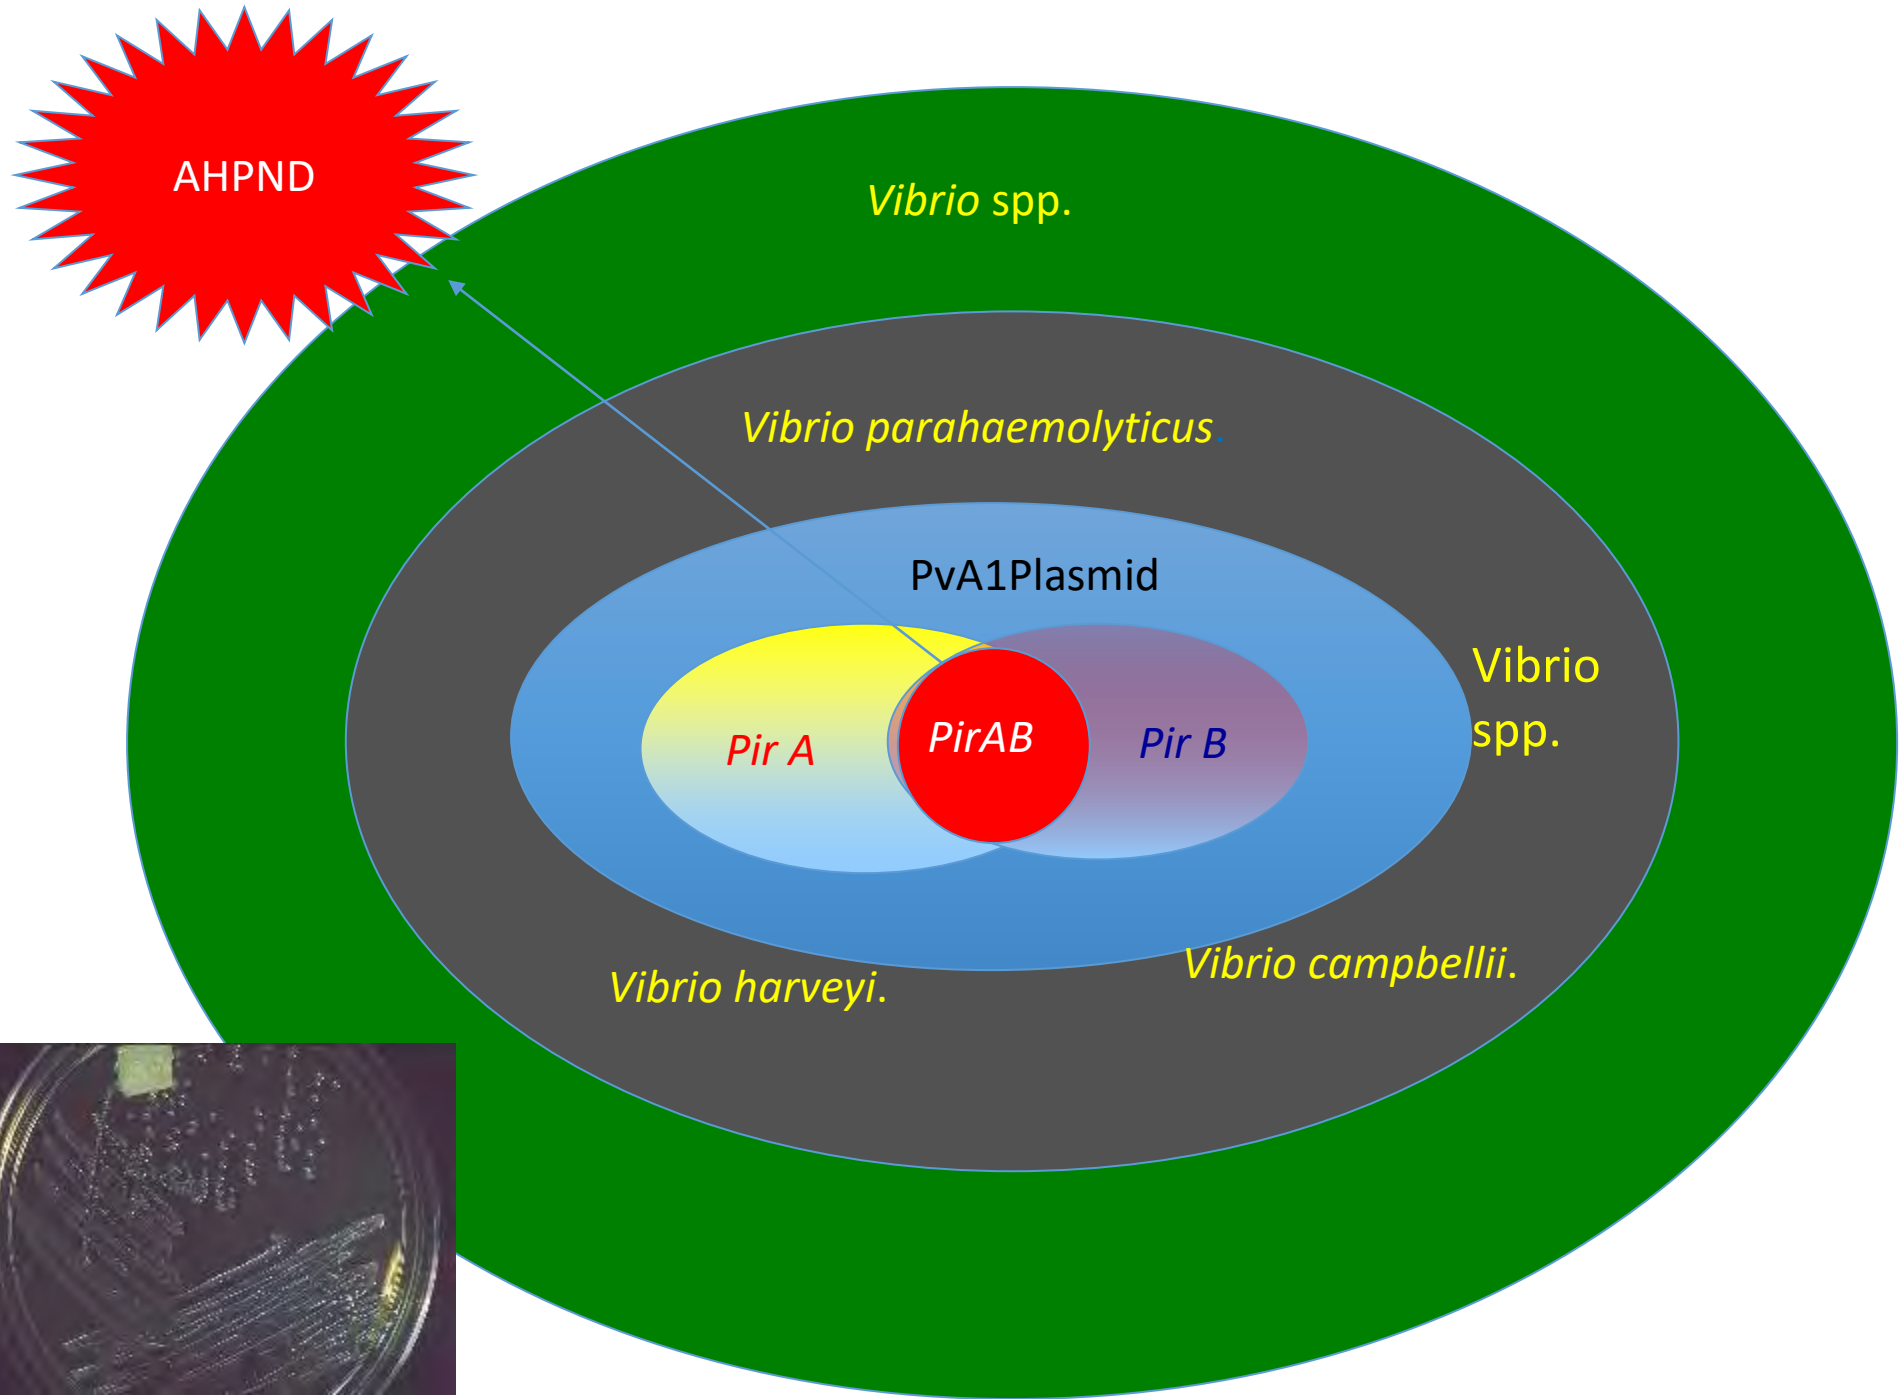 AHPND
Vibrio spp.
Vibrio parahaemolyticus.
PvA1Plasmid
Vibrio
spp.
Pir A
PirAB
Pir B
Vibrio campbellii.
Vibrio harveyi.